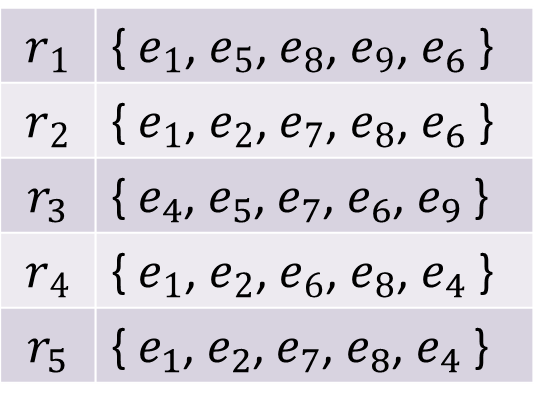 r₁ { e₁, e₅, e₈, e₉, e₆ }
r₂ { e₁, e₂, e₇, e₈, e₆ }
r₃ { e₄, e₅, e₇, e₆, e₉ }
r₄ { e₁, e₂, e₆, e₈, e₄ }
r₅ { e₁, e₂, e₇, e₈, e₄ }